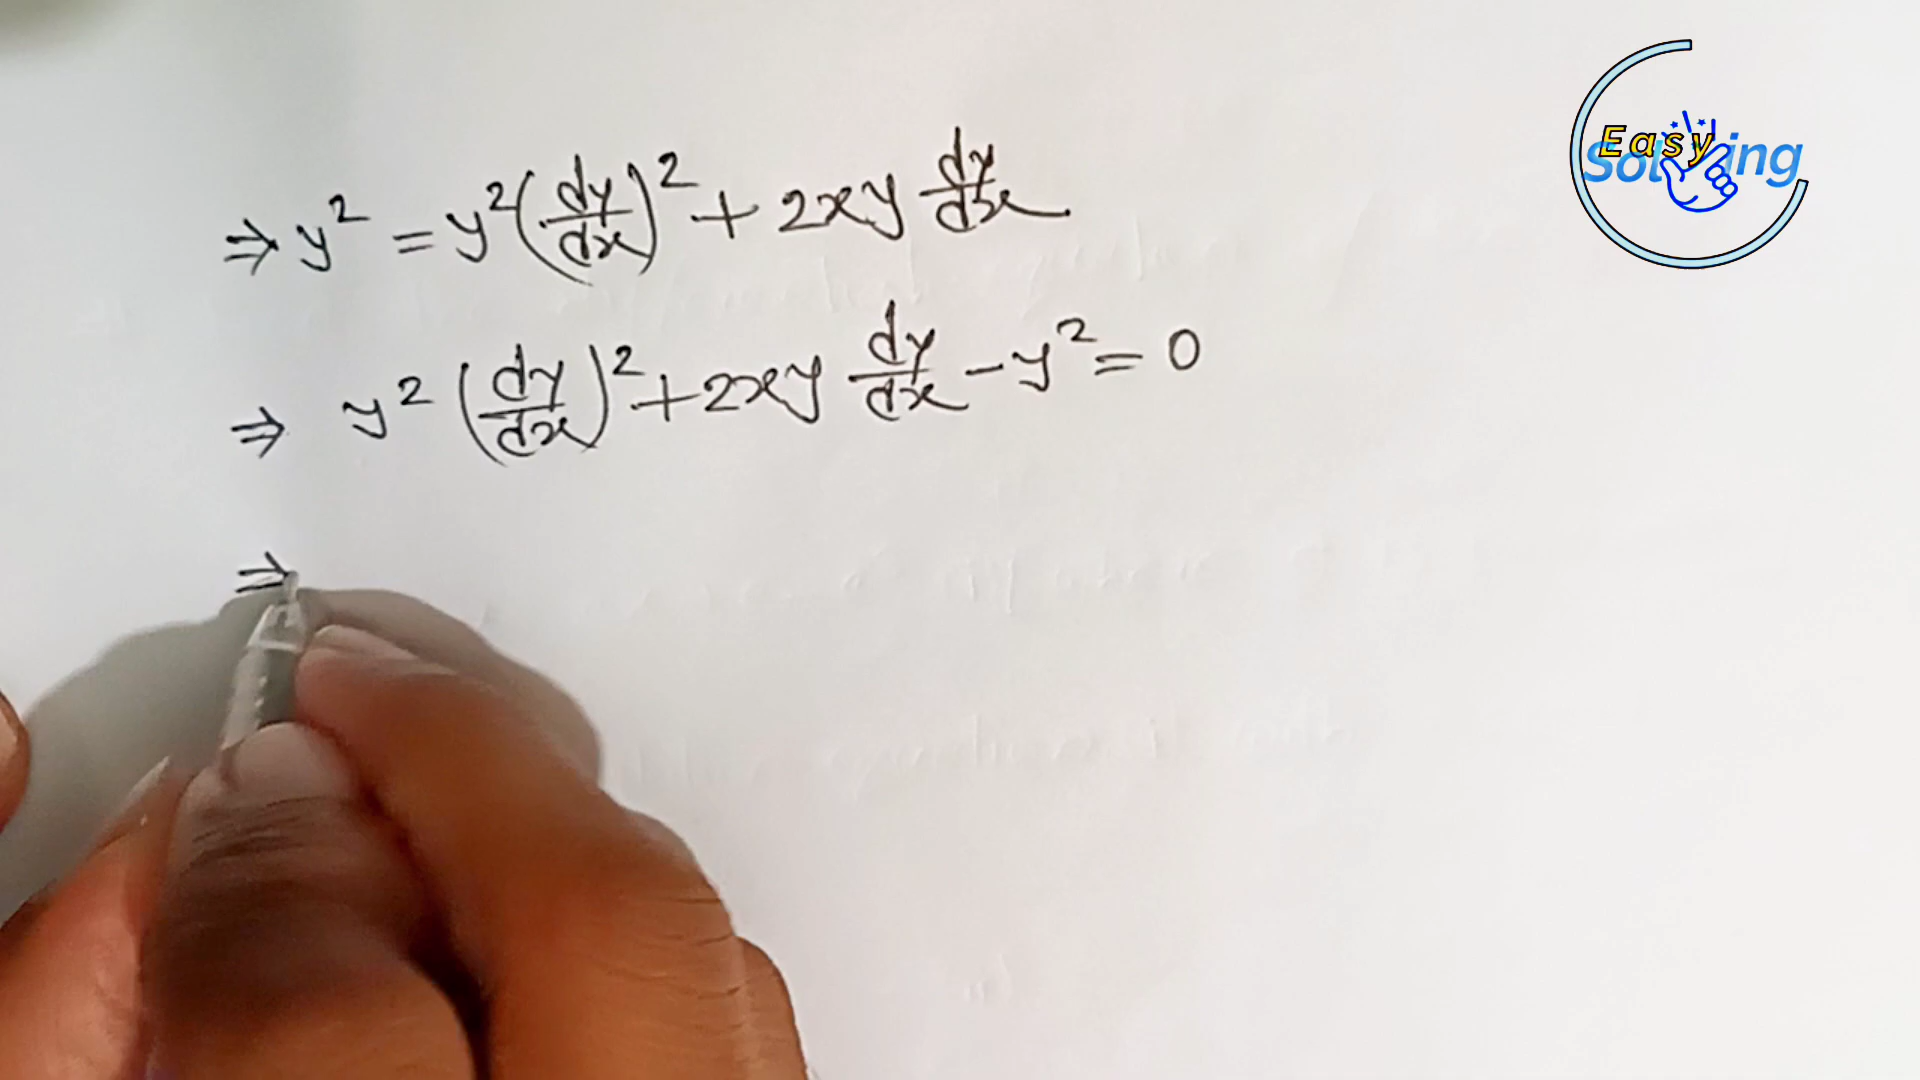 ⇒ y² = y² (dy/dx)² + 2xy dy/dx
⇒ y² (dy/dx)² + 2xy dy/dx - y² = 0
⇒
Easy
Solving